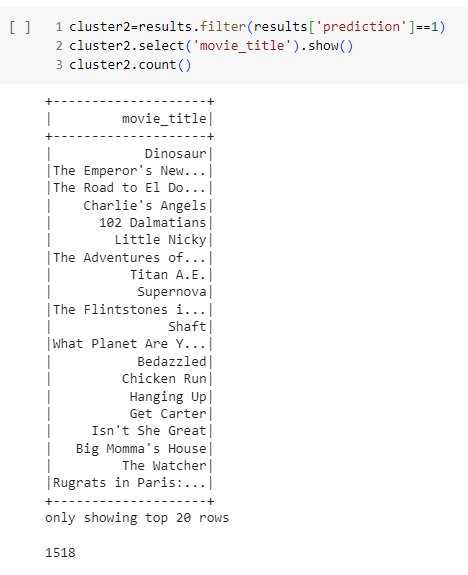 [ ] 1 cluster2=results.filter(results['prediction']==1)
2 cluster2.select('movie_title').show()
3 cluster2.count()
+--------------------+
|         movie_title|
+--------------------+
|            Dinosaur|
|The Emperor's New...|
|The Road to El Do...|
|    Charlie's Angels|
|      102 Dalmatians|
|        Little Nicky|
|The Adventures of...|
|          Titan A.E.|
|           Supernova|
|The Flintstones i...|
|               Shaft|
|What Planet Are Y...|
|           Bedazzled|
|         Chicken Run|
|          Hanging Up|
|          Get Carter|
|     Isn't She Great|
|   Big Momma's House|
|         The Watcher|
|Rugrats in Paris:...|
+--------------------+
only showing top 20 rows
1518